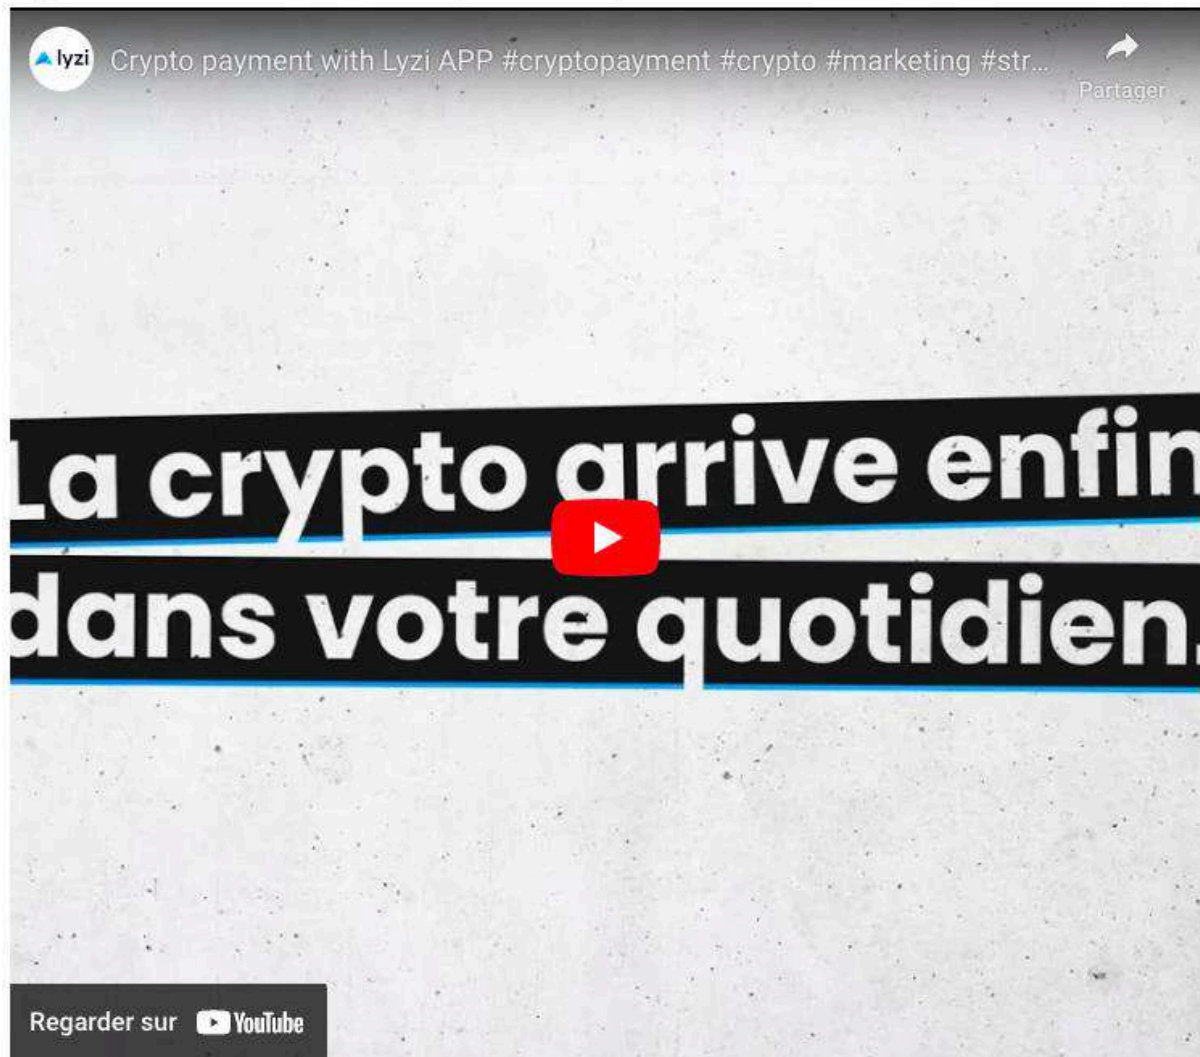 lyzi
Crypto payment with Lyzi APP #cryptopayment #crypto #marketing #str...
Partager
La crypto arrive enfin
dans votre quotidien.
Regarder sur YouTube